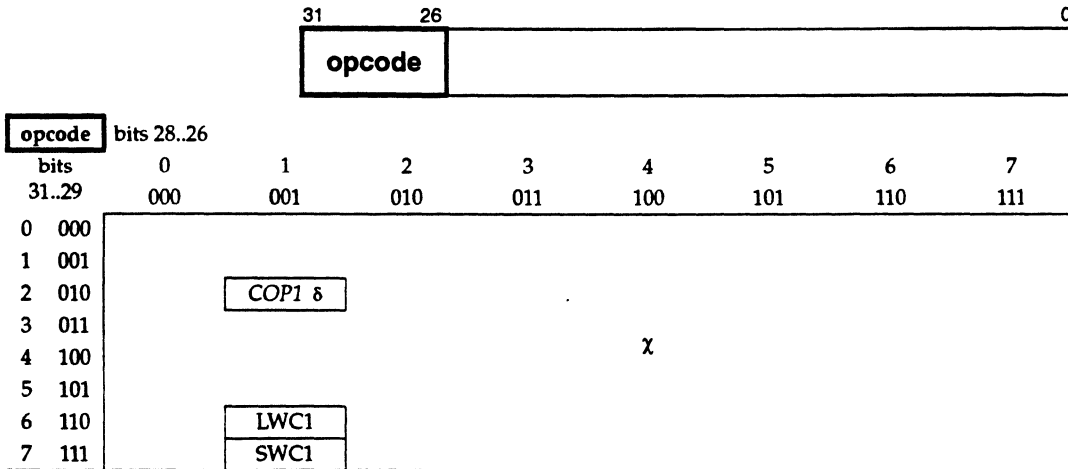 31 26 0
opcode
opcode bits 28..26
bits 0 1 2 3 4 5 6 7
31..29 000 001 010 011 100 101 110 111
0 000
1 001
2 010 COP1 δ
3 011
χ
4 100
5 101
6 110 LWC1
7 111 SWC1